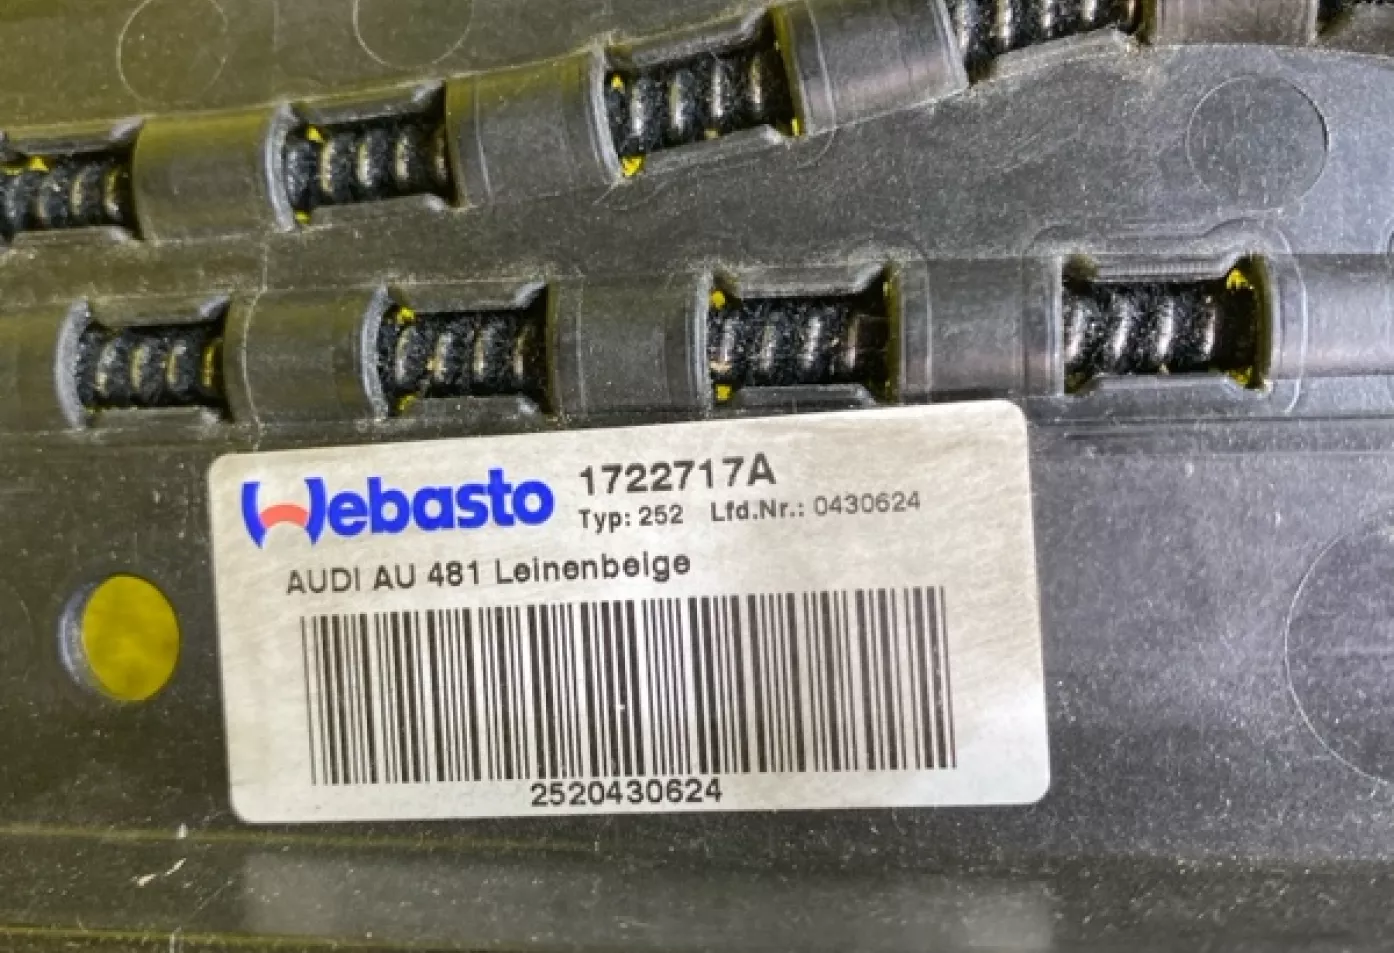 Webasto 1722717A
Typ: 252 Lfd.Nr.: 0430624
AUDI AU 481 Leinenbeige
2520430624